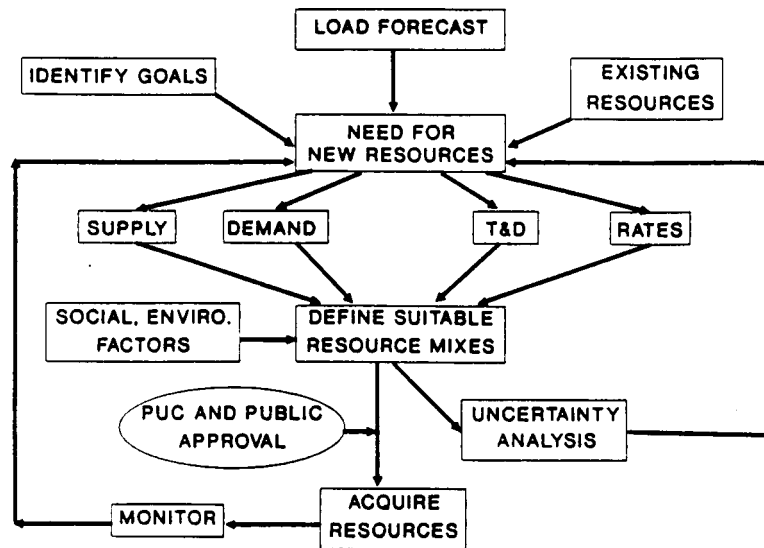 LOAD FORECAST
IDENTIFY GOALS
EXISTING
RESOURCES
NEED FOR
NEW RESOURCES
SUPPLY
DEMAND
T&D
RATES
SOCIAL, ENVIRO.
FACTORS
DEFINE SUITABLE
RESOURCE MIXES
PUC AND PUBLIC
APPROVAL
UNCERTAINTY
ANALYSIS
ACQUIRE
RESOURCES
MONITOR